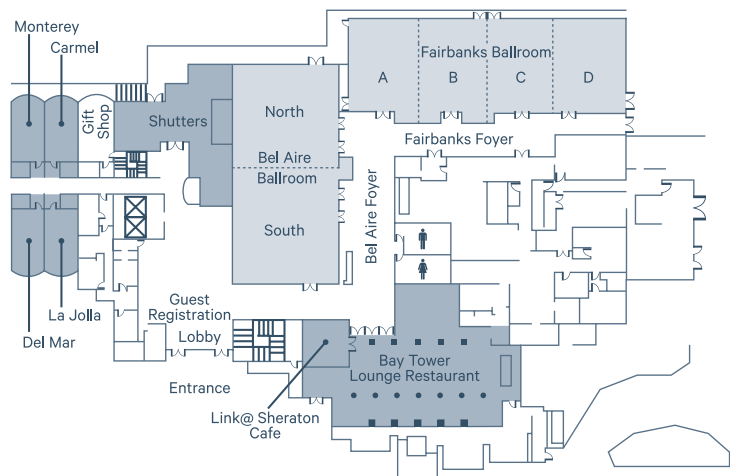 Monterey
Carmel
Gift
Shop
Shutters
North
Bel Aire
Ballroom
South
Fairbanks Ballroom
A
B
C
D
Fairbanks Foyer
Bel Aire Foyer
La Jolla
Del Mar
Guest
Registration
Lobby
Entrance
Bay Tower
Lounge Restaurant
Link@ Sheraton
Cafe